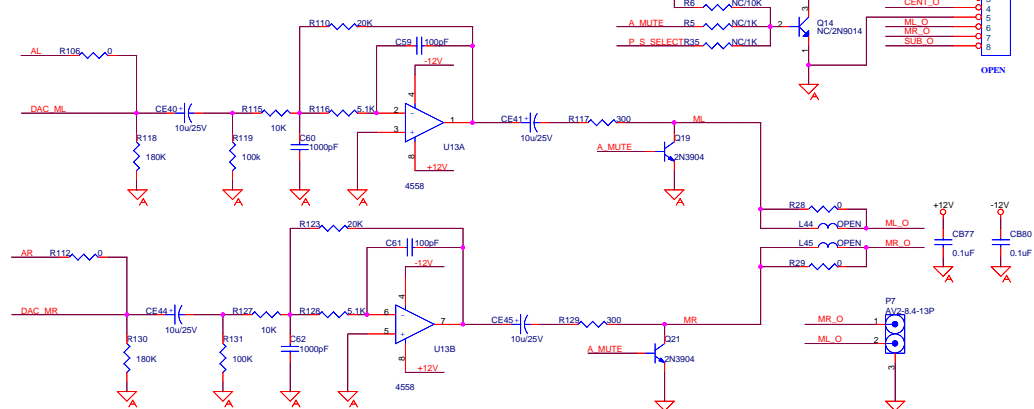 R6 NC/10K
CENT_O
R110 20K
A_MUTE R5 NC/1K 2 Q14
NC/2N9014
3
5
ML_O 6
MR_O 7
SUB_O 8
OPEN
P_S_SELECT R35 NC/1K
1
A
AL R106 0
C59 100pF
-12V
4
DAC_ML CE40 + R115 R116 5.1K 2
10u/25V 10K
R118 180K
R119 100k
C60 1000pF
3
1
U13A
8
+12V
4558
CE41 + R117 300 ML
10u/25V
A_MUTE
Q19
2N3904
A A A A A
R28 0
L44 OPEN ML_O
L45 OPEN MR_O
R29 0
+12V
CB77
0.1uF
-12V
CB80
0.1uF
A A
R123 20K
C61 100pF
-12V
4
AR R112 0
DAC_MR CE44 + R127 R128 5.1K 6
10u/25V 10K
R130 180K
R131 100K
C62 1000pF
5
7
U13B
8
+12V
4558
CE45 + R129 300 MR
10u/25V
A_MUTE
Q21
2N3904
A A A A A
P7
AV2-8.4-13P
MR_O 1
ML_O 2
3
A